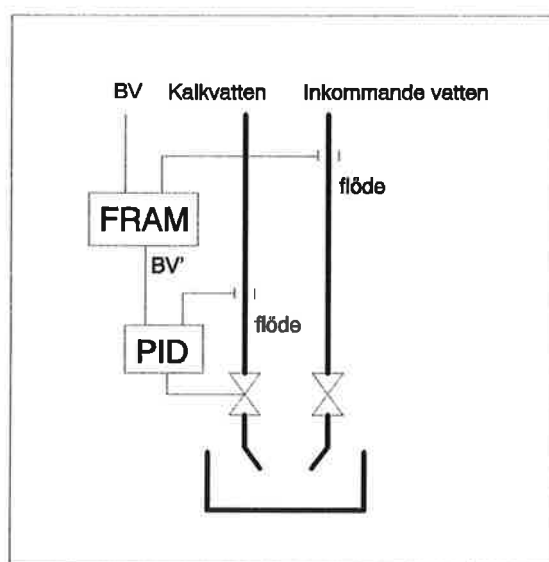 BV Kalkvatten Inkommande vatten
flöde
FRAM
BV'
flöde
PID